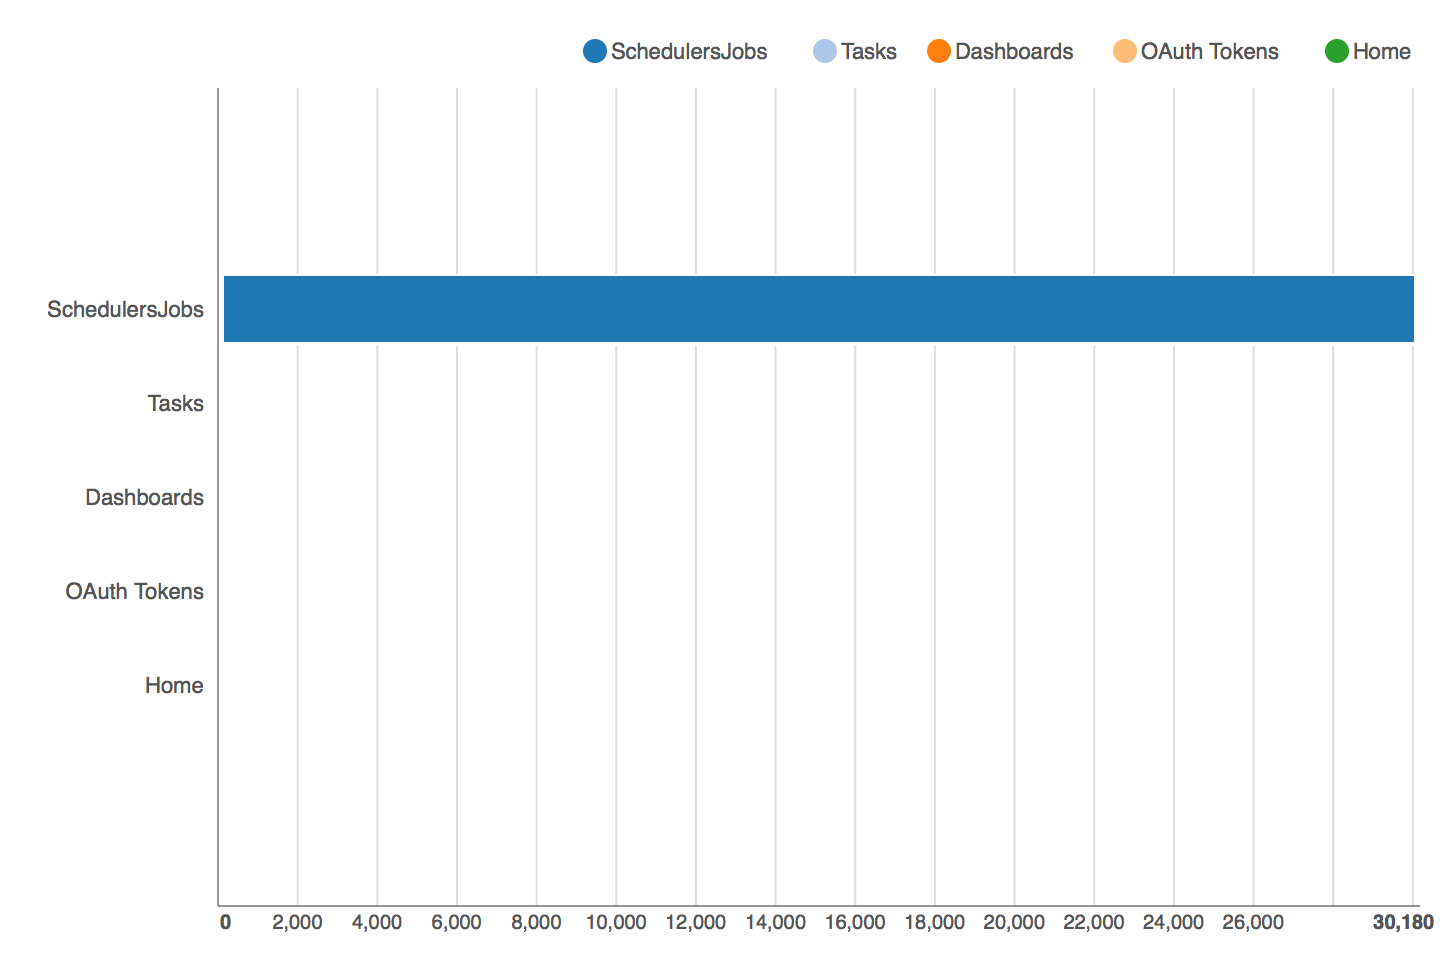 SchedulersJobs Tasks Dashboards OAuth Tokens Home
SchedulersJobs
Tasks
Dashboards
OAuth Tokens
Home
0 2,000 4,000 6,000 8,000 10,000 12,000 14,000 16,000 18,000 20,000 22,000 24,000 26,000